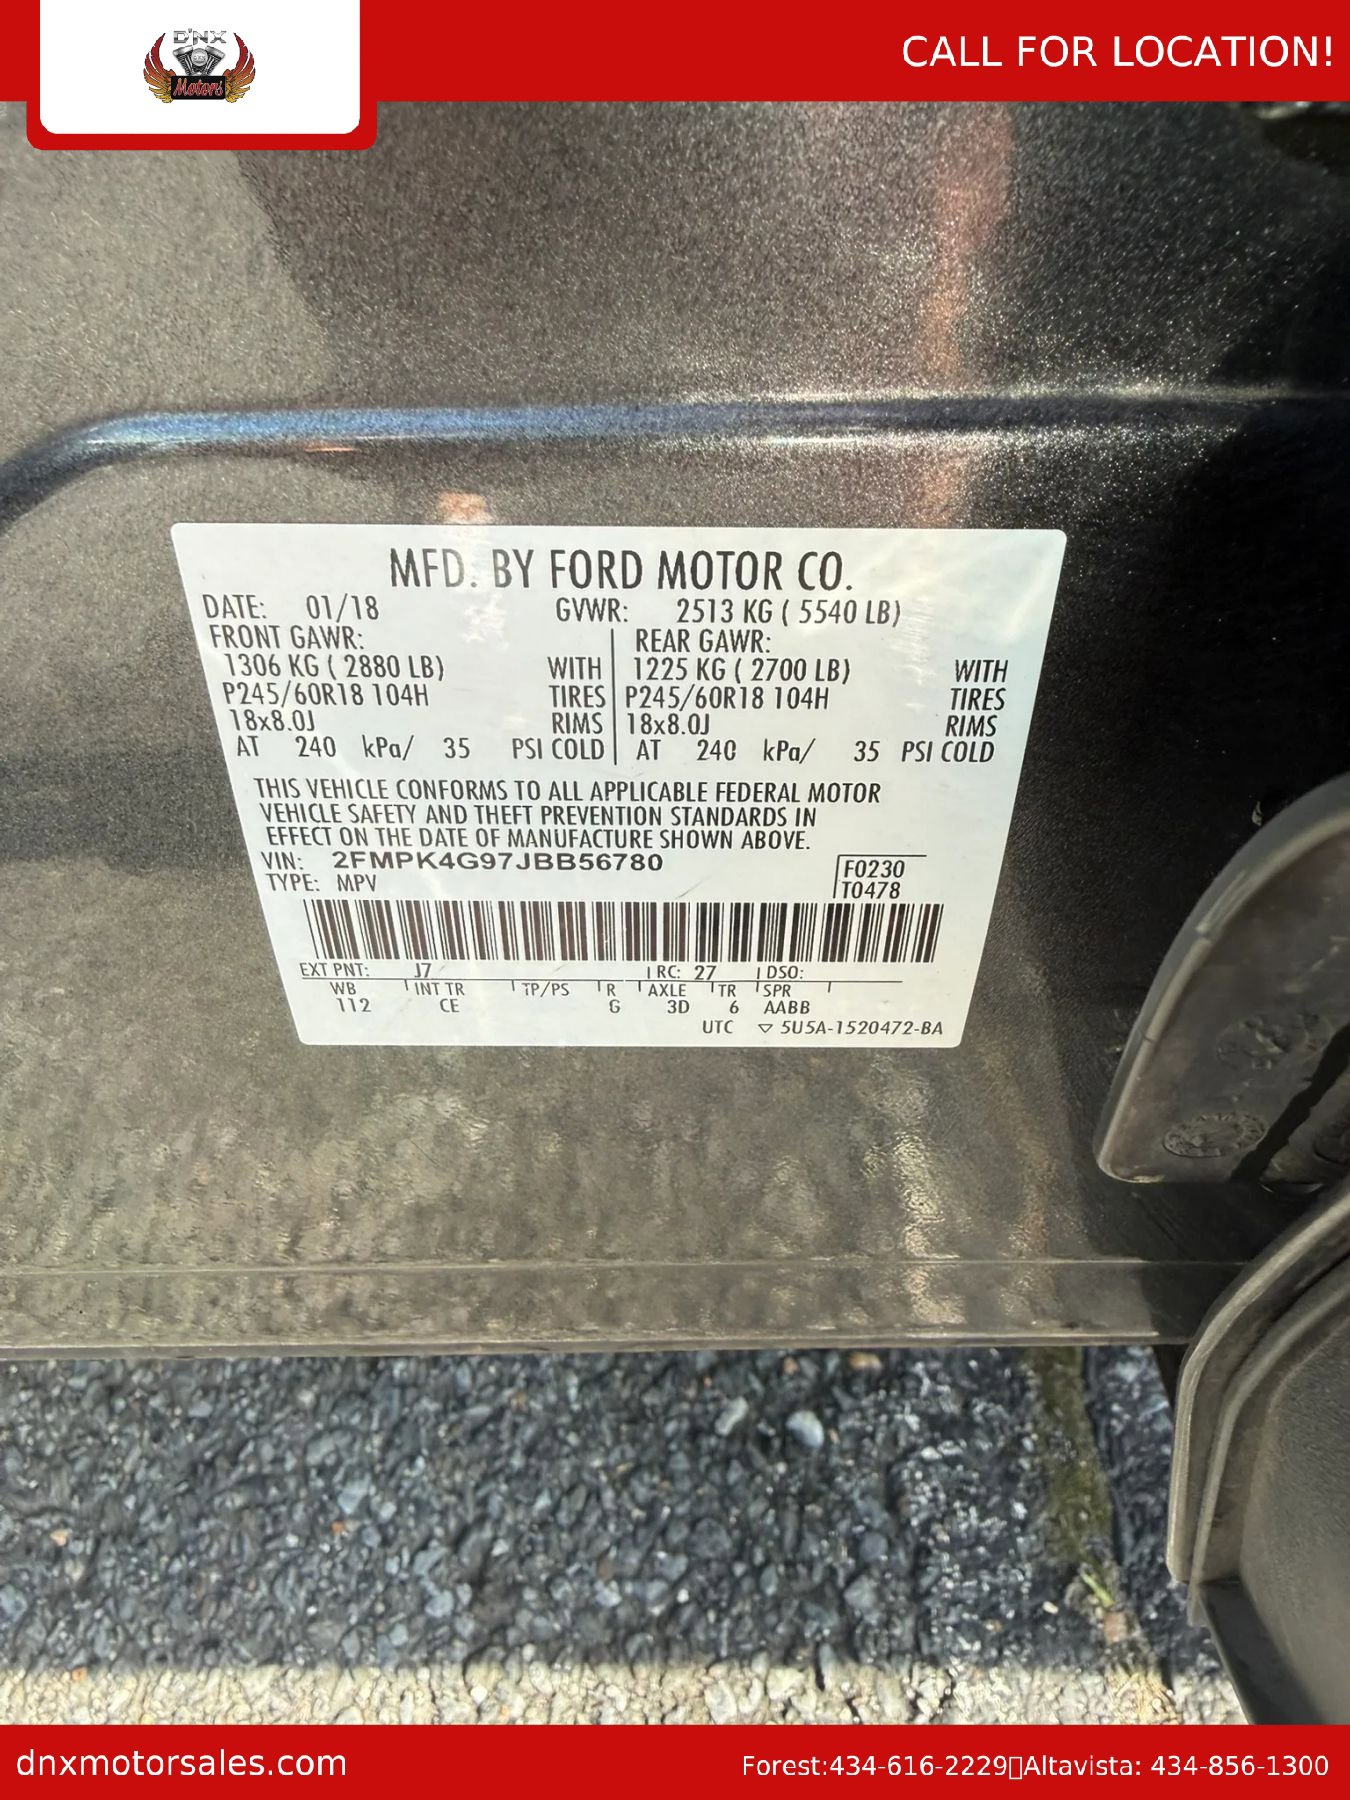 D'NX
Motors
CALL FOR LOCATION!
MFD. BY FORD MOTOR CO.
DATE: 01/18 GVWR: 2513 KG ( 5540 LB)
FRONT GAWR: REAR GAWR:
1306 KG ( 2880 LB) WITH 1225 KG ( 2700 LB) WITH
P245/60R18 104H TIRES P245/60R18 104H TIRES
18x8.0J RIMS 18x8.0J RIMS
AT 240 kPa/ 35 PSI COLD AT 240 kPa/ 35 PSI COLD
THIS VEHICLE CONFORMS TO ALL APPLICABLE FEDERAL MOTOR
VEHICLE SAFETY AND THEFT PREVENTION STANDARDS IN
EFFECT ON THE DATE OF MANUFACTURE SHOWN ABOVE.
VIN: 2FMPK4G97JBB56780 F0230
TYPE: MPV T0478
EXT PNT: J7 RC: 27 DSO:
WB INT TR TP/PS R AXLE TR SPR
112 CE G 3D 6 AABB
UTC ▽ 5U5A-1520472-BA
dnxmotorsales.com
Forest:434-616-2229 Altavista: 434-856-1300